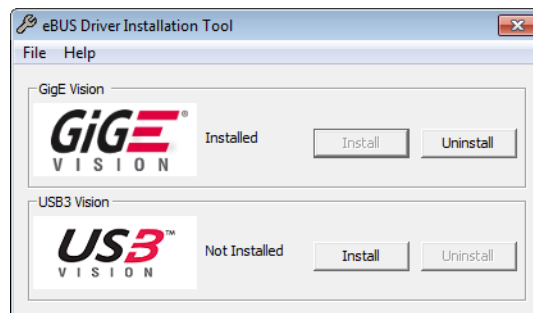 eBUS Driver Installation Tool
File Help
GigE Vision
GiGE®
VISION
Installed
Install
Uninstall
USB3 Vision
USB3™
VISION
Not Installed
Install
Uninstall